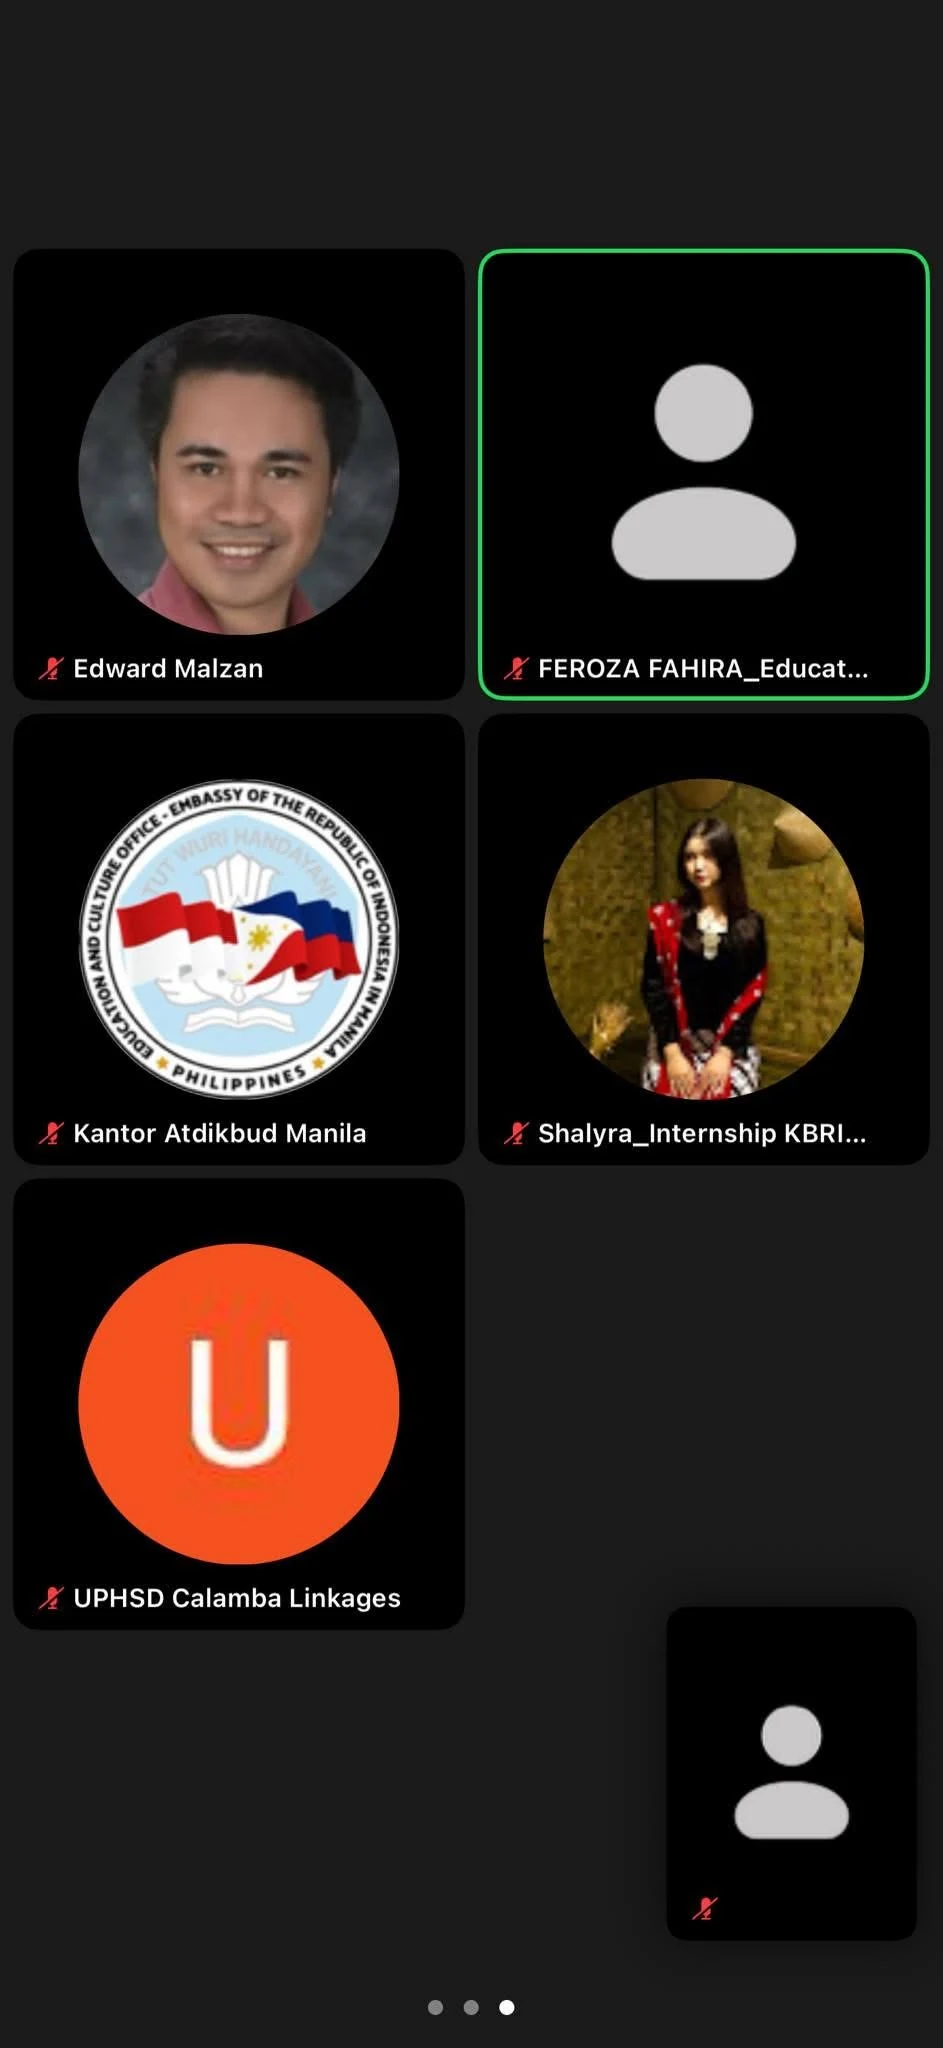 Edward Malzan
FEROZA FAHIRA_Educat...
EDUCATION AND CULTURE OFFICE - EMBASSY OF THE REPUBLIC OF INDONESIA IN MANILA
TUT WURI HANDAYANI
PHILIPPINES
Kantor Atdikbud Manila
Shalyra_Internship KBRI...
U
UPHSD Calamba Linkages